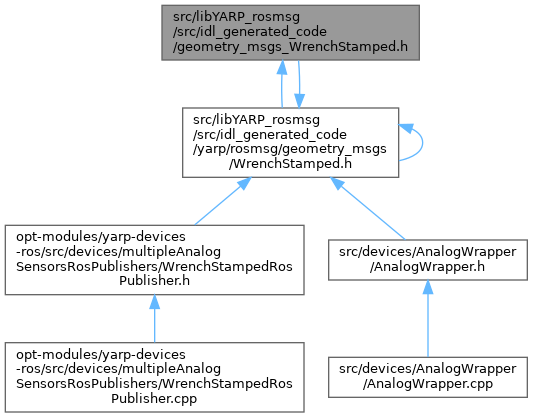 src/libYARP_rosmsg
/src/idl_generated_code
/geometry_msgs_WrenchStamped.h
src/libYARP_rosmsg
/src/idl_generated_code
/yarp/rosmsg/geometry_msgs
/WrenchStamped.h
opt-modules/yarp-devices
-ros/src/devices/multipleAnalog
SensorsRosPublishers/WrenchStampedRos
Publisher.h
src/devices/AnalogWrapper
/AnalogWrapper.h
opt-modules/yarp-devices
-ros/src/devices/multipleAnalog
SensorsRosPublishers/WrenchStampedRos
Publisher.cpp
src/devices/AnalogWrapper
/AnalogWrapper.cpp